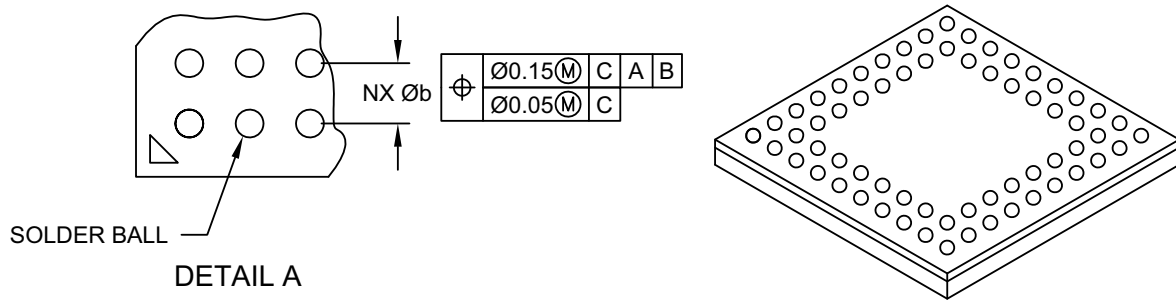 NX Øb
Ø0.15Ⓜ C A B
Ø0.05Ⓜ C
SOLDER BALL
DETAIL A